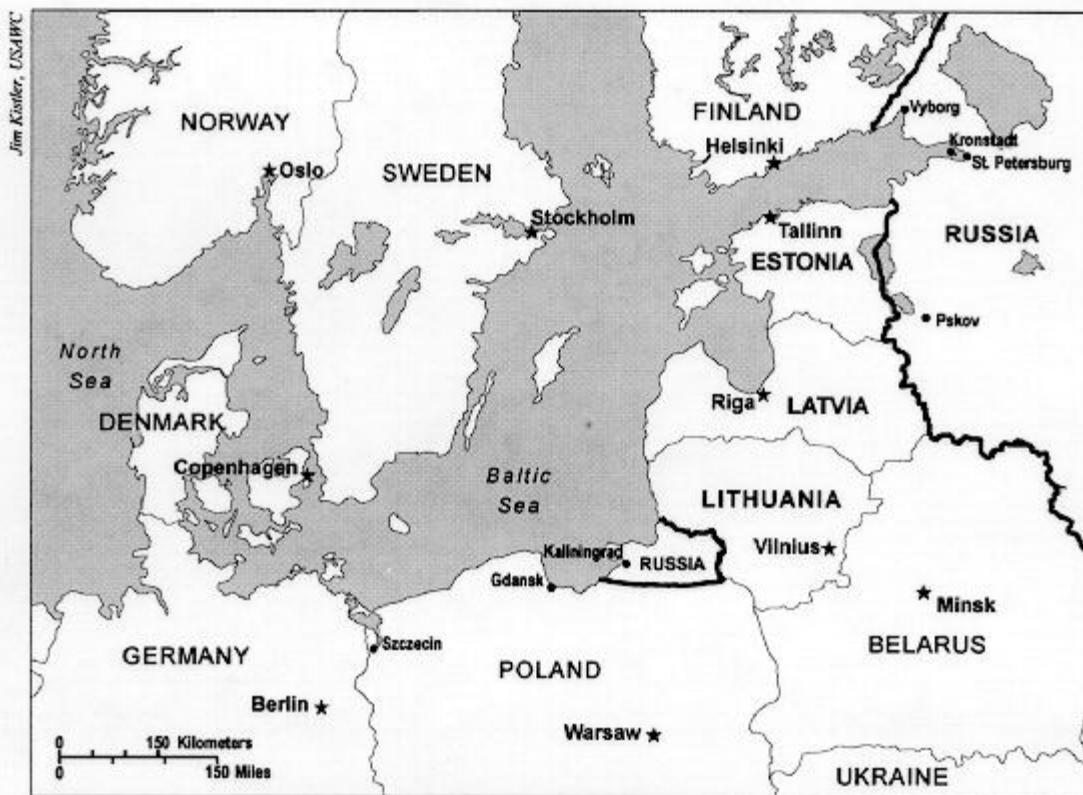 Jim Kistler, USAWC
NORWAY
Oslo
SWEDEN
Stockholm
FINLAND
Helsinki
Vyborg
Kronstadt
St. Petersburg
Tallinn
ESTONIA
RUSSIA
Pskov
North
Sea
DENMARK
Copenhagen
Baltic
Sea
Riga
LATVIA
LITHUANIA
Vilnius
Kaliningrad
RUSSIA
Gdansk
Minsk
BELARUS
GERMANY
Szczecin
POLAND
Berlin
Warsaw
UKRAINE
0 150 Kilometers
0 150 Miles